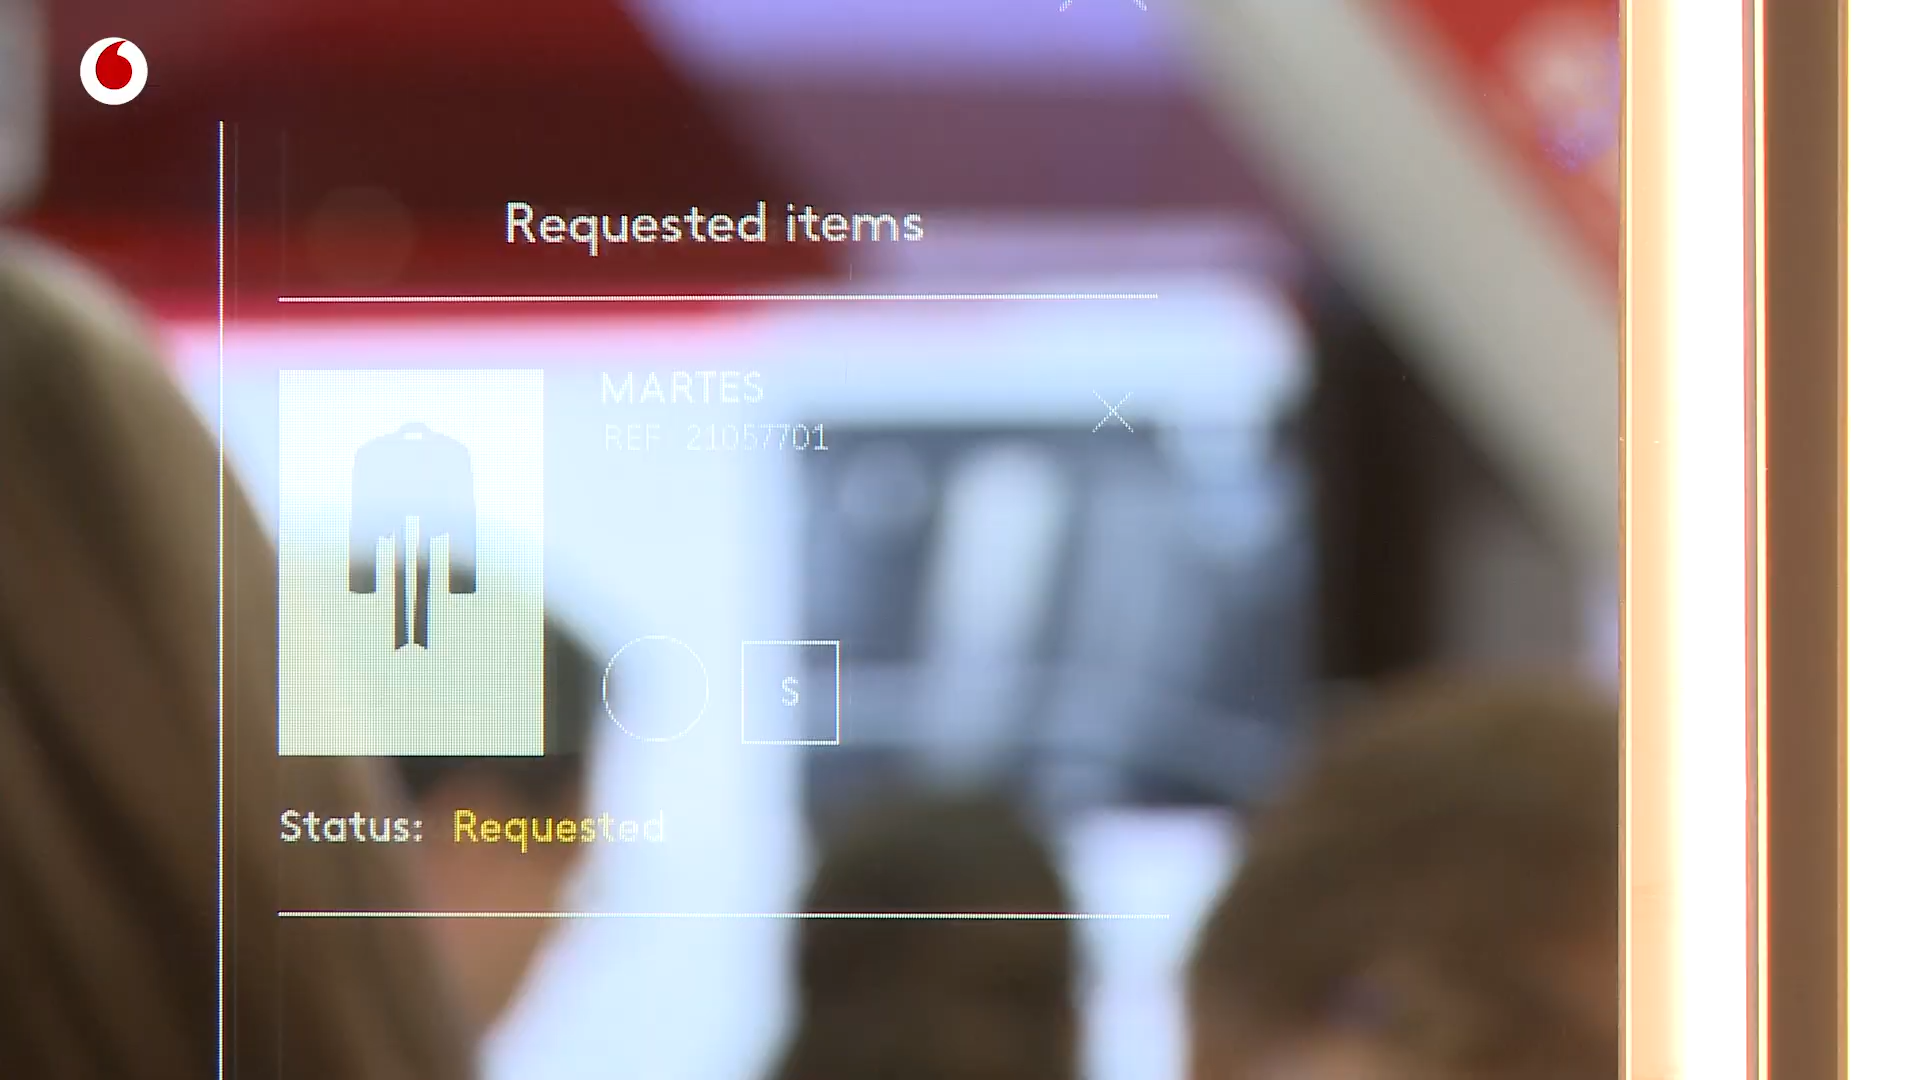 Requested items
MARTES
REF 21057701
S
Status: Requested